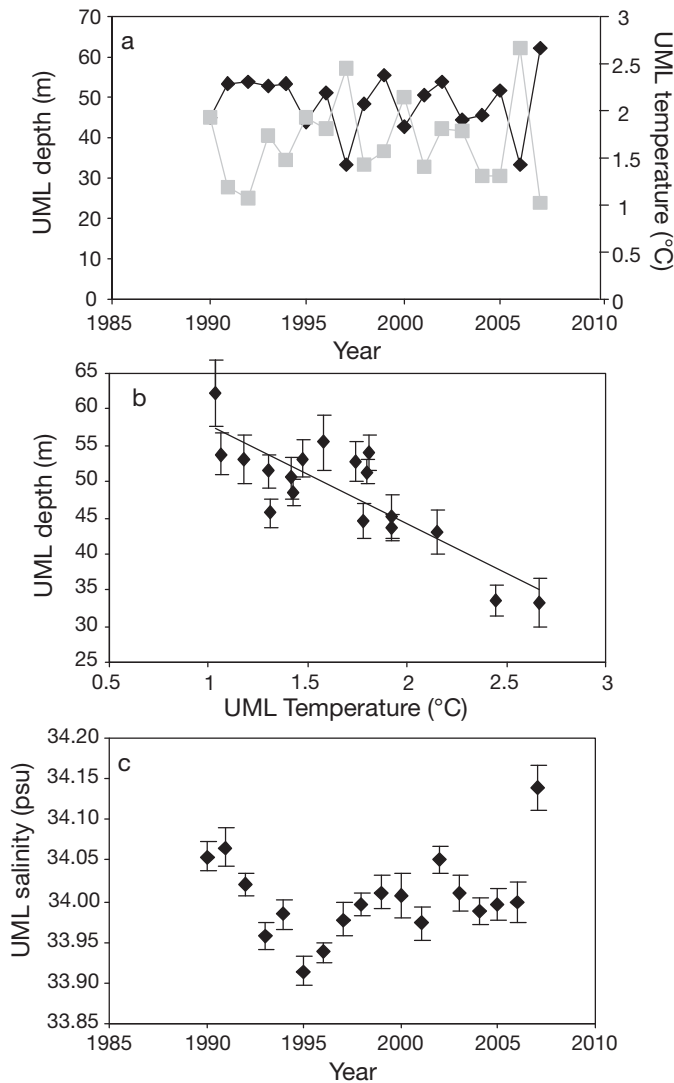 a
UML depth (m)
70
60
50
40
30
20
10
0
3
2.5
2
1.5
1
0.5
0
UML temperature (°C)
1985 1990 1995 2000 2005 2010
Year
b
UML depth (m)
65
60
55
50
45
40
35
30
25
0.5 1 1.5 2 2.5 3
UML Temperature (°C)
c
UML salinity (psu)
34.20
34.15
34.10
34.05
34.00
33.95
33.90
33.85
1985 1990 1995 2000 2005 2010
Year